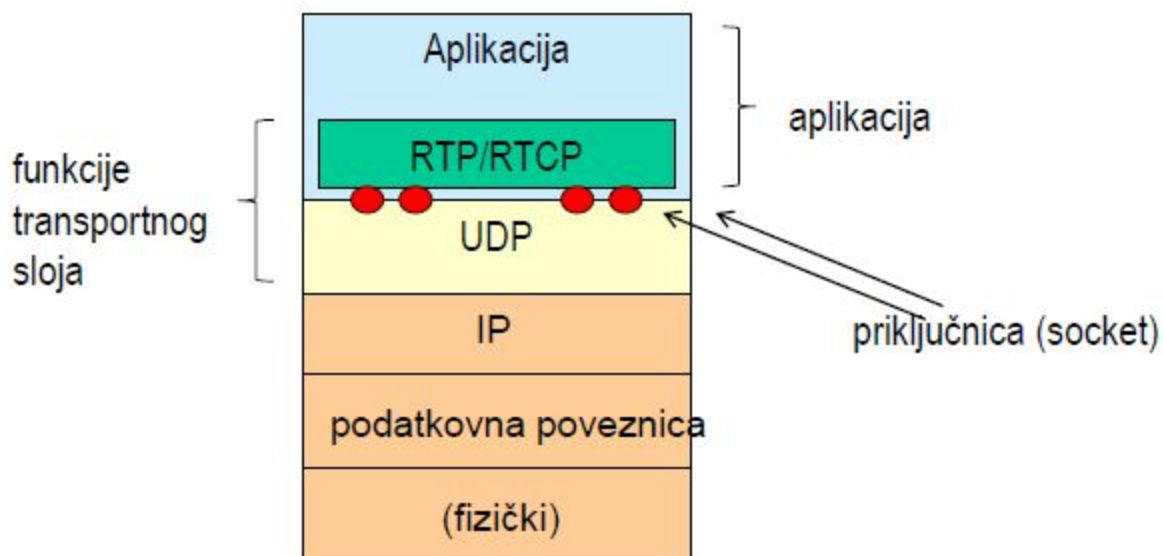 Aplikacija
aplikacija
RTP/RTCP
funkcije
transportnog
sloja
UDP
IP
priključnica (socket)
podatkovna poveznica
(fizički)